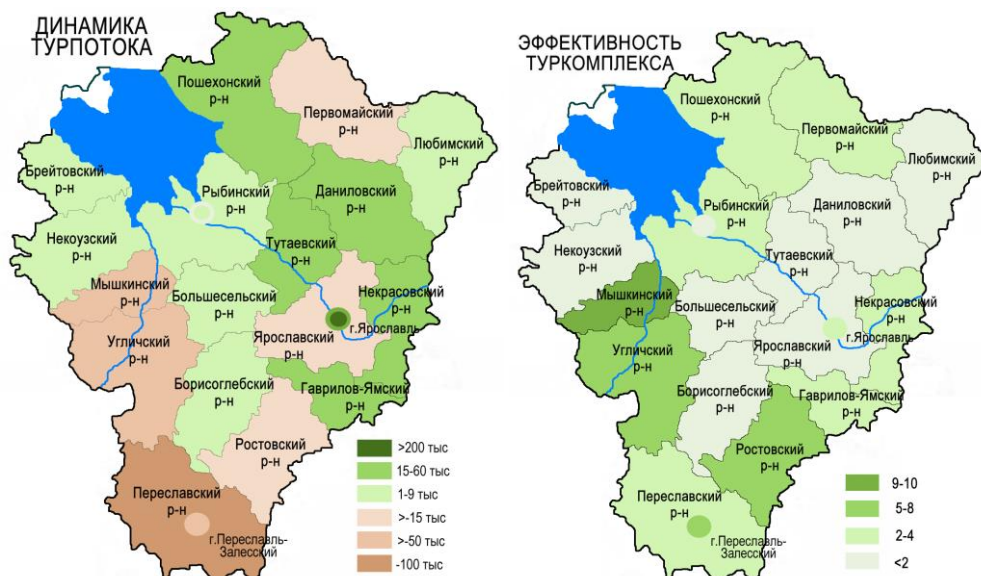 ДИНАМИКА
ТУРПОТОКА
Пошехонский
р-н
Первомайский
р-н
Любимский
р-н
Брейтовский
р-н
Рыбинский
р-н
Даниловский
р-н
Некоузский
р-н
Тутаевский
р-н
Мышкинский
р-н
Большесельский
р-н
Некрасовский
р-н
г.Ярославль
Угличский
р-н
Ярославский
р-н
Борисоглебский
р-н
Гаврилов-Ямский
р-н
Ростовский
р-н
Переславский
р-н
г.Переславль-
Залесский
>200 тыс
15-60 тыс
1-9 тыс
>-15 тыс
>-50 тыс
-100 тыс
ЭФФЕКТИВНОСТЬ
ТУРКОМПЛЕКСА
Пошехонский
р-н
Первомайский
р-н
Любимский
р-н
Брейтовский
р-н
Рыбинский
р-н
Даниловский
р-н
Некоузский
р-н
Тутаевский
р-н
Мышкинский
р-н
Большесельский
р-н
Некрасовский
р-н
г.Ярославль
Угличский
р-н
Ярославский
р-н
Борисоглебский
р-н
Гаврилов-Ямский
р-н
Ростовский
р-н
Переславский
р-н
г.Переславль-
Залесский
9-10
5-8
2-4
<2